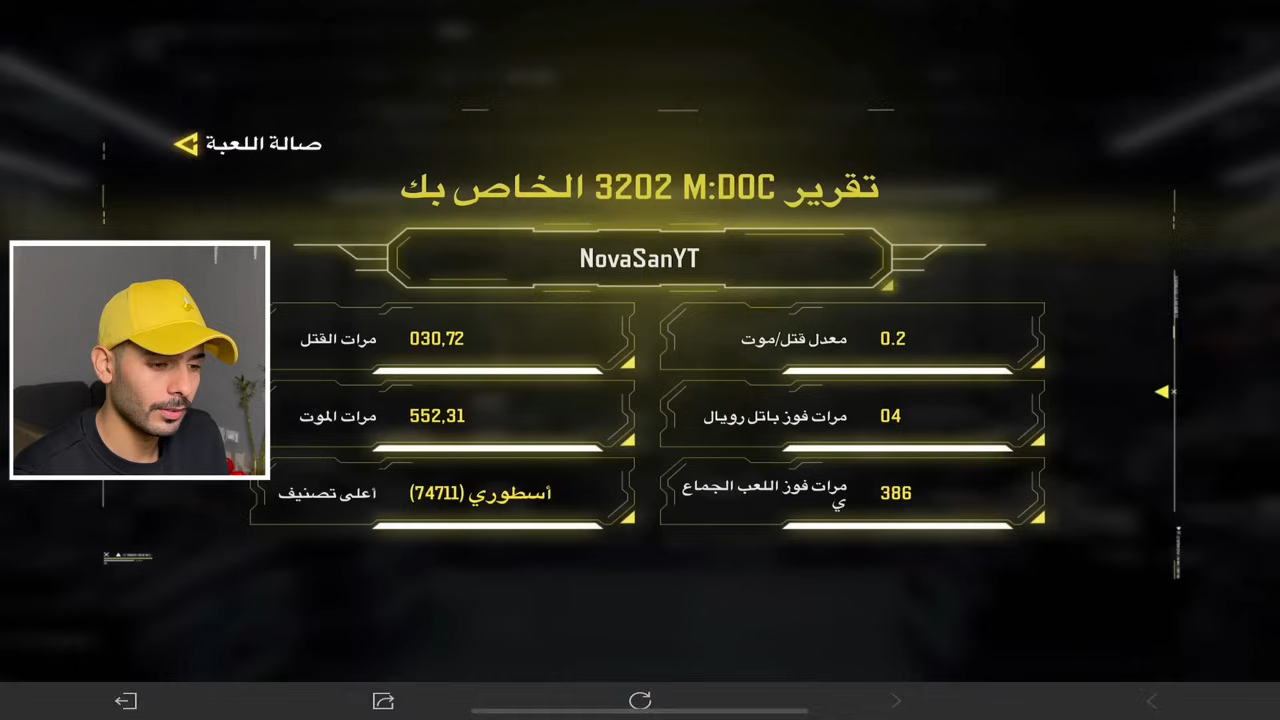 صالة اللعبة
تقرير 3202 M:DOC الخاص بك
NovaSanYT
معدل قتل/موت 0.2
مرات القتل 030,72
مرات فوز باتل رويال 04
مرات الموت 552,31
مرات فوز اللعب الجماع
ي
386
أعلى تصنيف أسطوري (74711)